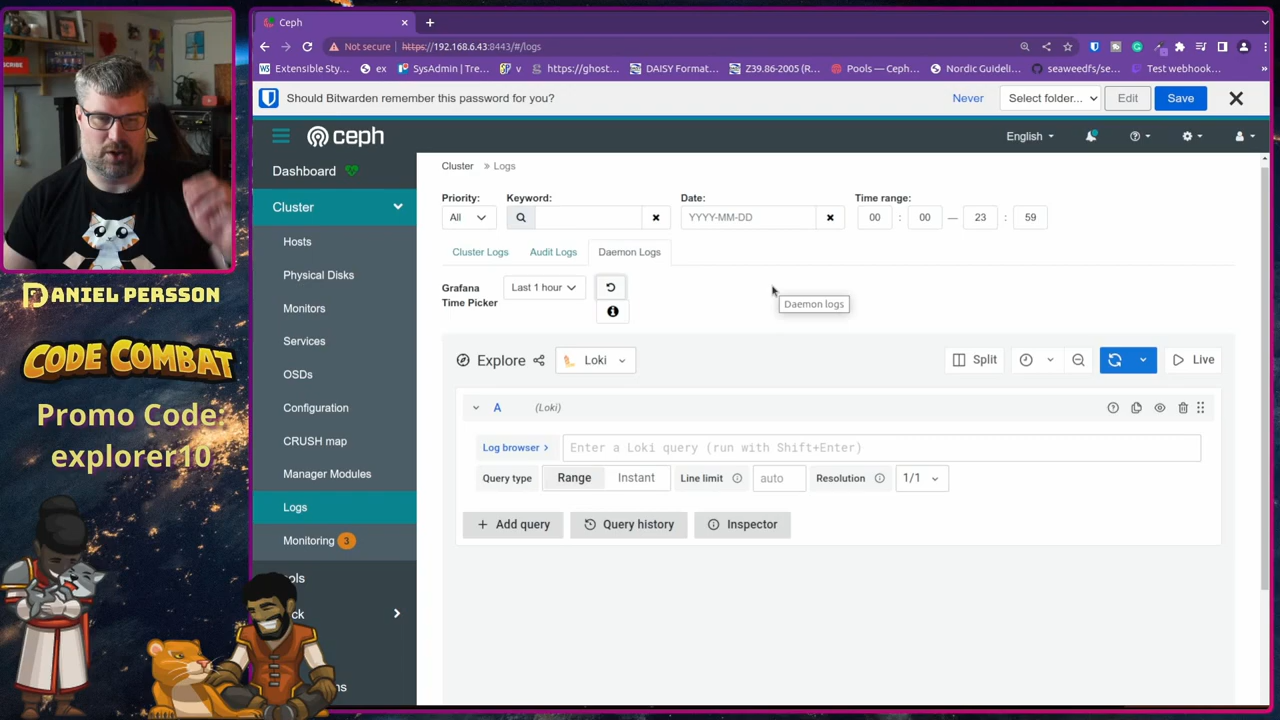 Ceph
Not secure https://192.168.6.43:8443/#/logs
Extensible Sty... ex SysAdmin | Tre... v https://ghost... DAISY Format... Z39.86-2005 (R... Pools — Ceph... Nordic Guideli... seaweedfs/se... Test webhook...
Should Bitwarden remember this password for you? Never Select folder... Edit Save
ceph English
Dashboard
Cluster
Hosts
Physical Disks
Monitors
Services
OSDs
Configuration
CRUSH map
Manager Modules
Logs
Monitoring 3
ools
ck
ns
Cluster » Logs
Priority: Keyword: Date: Time range:
All YYYY-MM-DD 00 : 00 — 23 : 59
Cluster Logs Audit Logs Daemon Logs
Grafana
Time Picker
Last 1 hour
Daemon logs
Explore Loki Split Live
A (Loki)
Log browser > Enter a Loki query (run with Shift+Enter)
Query type Range Instant Line limit auto Resolution 1/1
+ Add query Query history Inspector
DANIEL PERSSON
CODE COMBAT
Promo Code:
explorer10